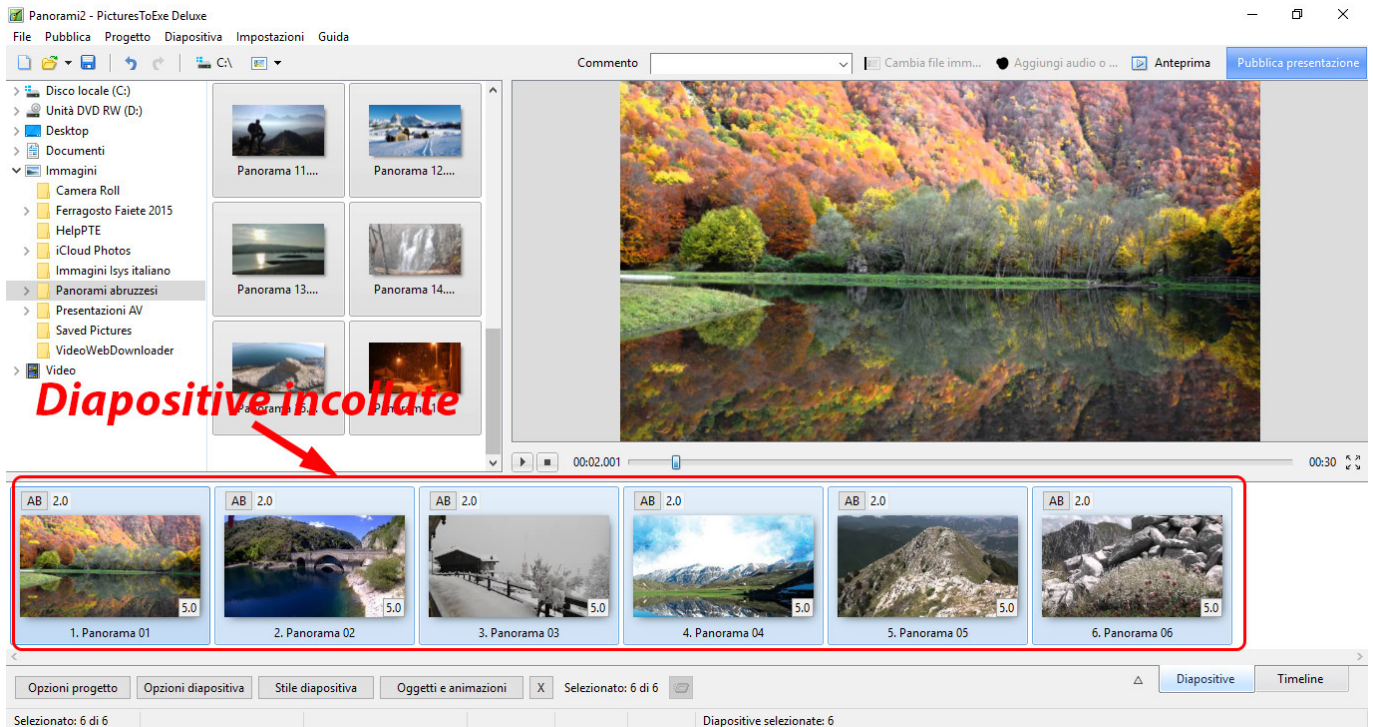 Panorami2 - PicturesToExe Deluxe
File Pubblica Progetto Diapositiva Impostazioni Guida
C:\ Commento Cambia file imm... Aggiungi audio o ... Anteprima Pubblica presentazione
Disco locale (C:)
Unità DVD RW (D:)
Desktop
Documenti
Immagini
Camera Roll
Ferragosto Faiete 2015
HelpPTE
iCloud Photos
Immagini Isys italiano
Panorami abruzzesi
Presentazioni AV
Saved Pictures
VideoWebDownloader
Video
Panorama 11.... Panorama 12....
Panorama 13.... Panorama 14....
Diapositive incollate
00:02.001 00:30
AB 2.0 AB 2.0 AB 2.0 AB 2.0 AB 2.0 AB 2.0
5.0 5.0 5.0 5.0 5.0 5.0
1. Panorama 01 2. Panorama 02 3. Panorama 03 4. Panorama 04 5. Panorama 05 6. Panorama 06
Opzioni progetto Opzioni diapositiva Stile diapositiva Oggetti e animazioni X Selezionato: 6 di 6 Diapositive Timeline
Selezionato: 6 di 6 Diapositive selezionate: 6